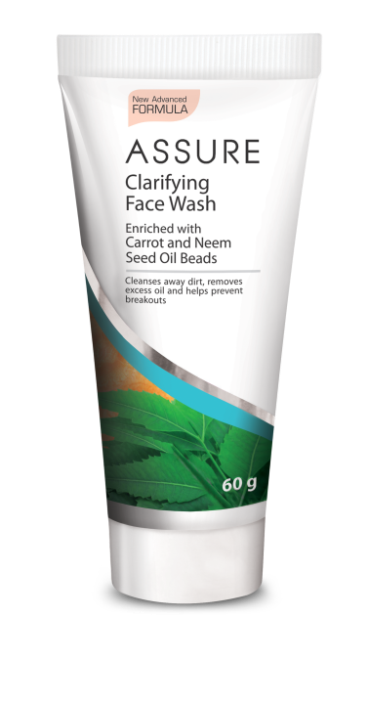 New Advanced
FORMULA
ASSURE
Clarifying
Face Wash
Enriched with
Carrot and Neem
Seed Oil Beads
Cleanses away dirt, removes
excess oil and helps prevent
breakouts
60 g